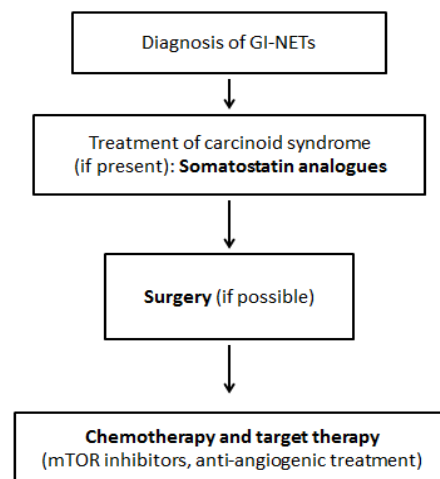 Diagnosis of GI-NETs
Treatment of carcinoid syndrome
(if present): Somatostatin analogues
Surgery (if possible)
Chemotherapy and target therapy
(mTOR inhibitors, anti-angiogenic treatment)